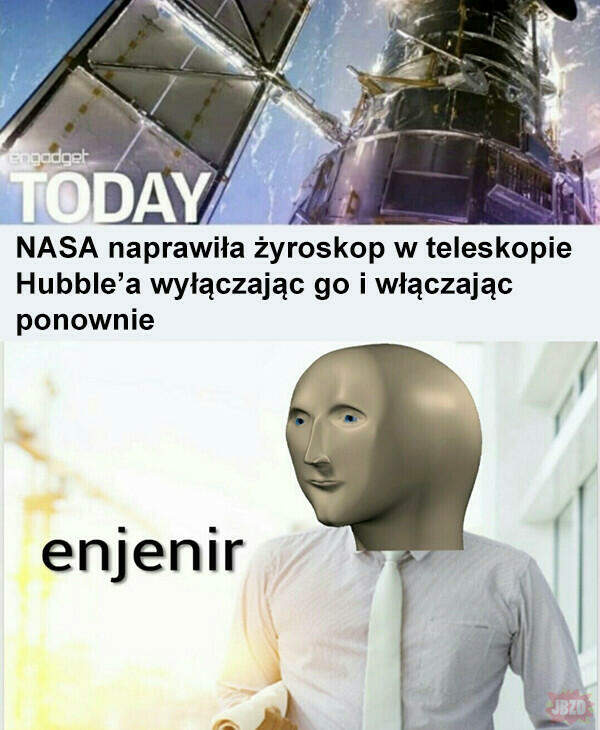 engadget
TODAY
NASA naprawiła żyroskop w teleskopie
Hubble’a wyłączając go i włączając
ponownie
enjenir
JBZD